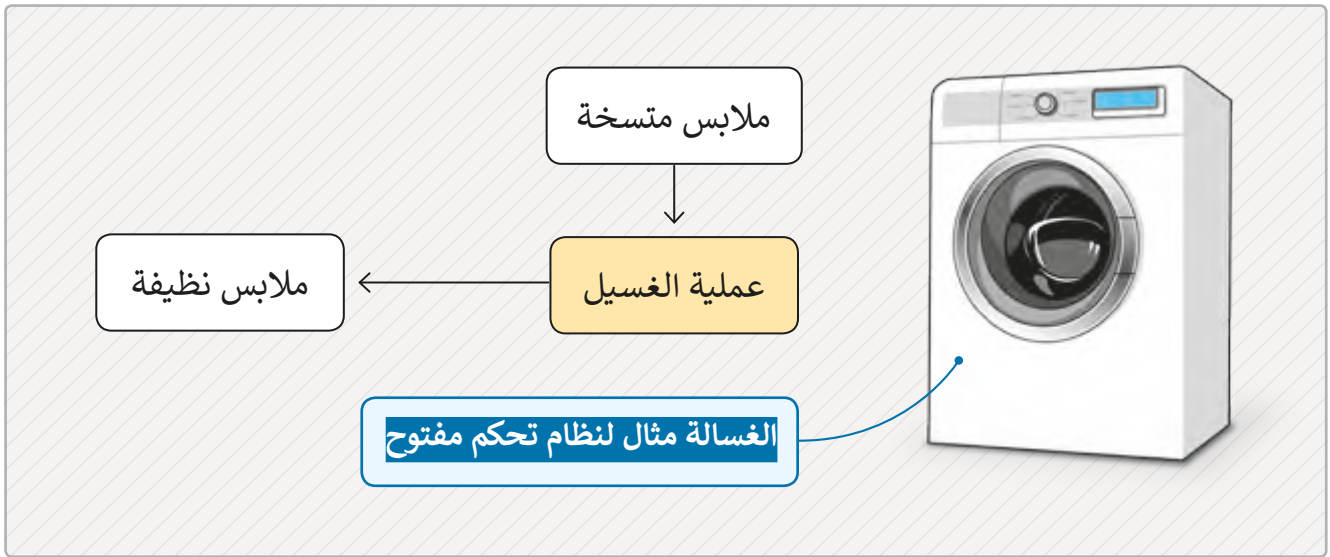 ملابس متسخة
عملية الغسيل
ملابس نظيفة
الغسالة مثال لنظام تحكم مفتوح